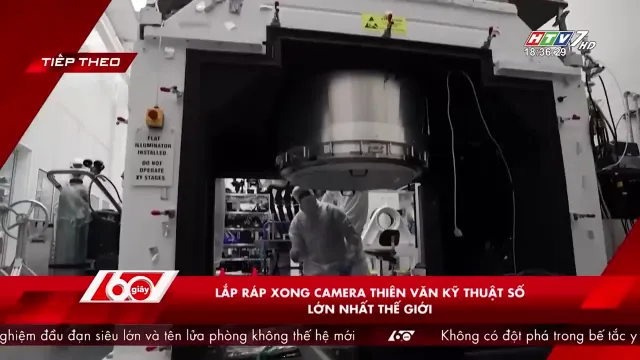 TIẾP THEO
HTV7 HD
18:36:29
FLAT
ILLUMINATOR
INSTALLED
DO NOT
OPERATE
XY STAGES
60 giây
LẮP RÁP XONG CAMERA THIÊN VĂN KỸ THUẬT SỐ
LỚN NHẤT THẾ GIỚI
nghiệm đầu đạn siêu lớn và tên lửa phòng không thế hệ mới
60
Không có đột phá trong bế tắc y